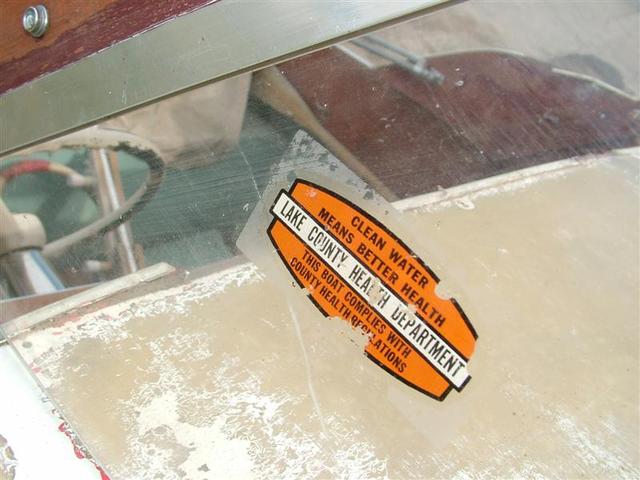 CLEAN WATER
MEANS BETTER HEALTH
LAKE COUNTY HEALTH DEPARTMENT
THIS BOAT COMPLIES WITH
COUNTY HEALTH REGULATIONS